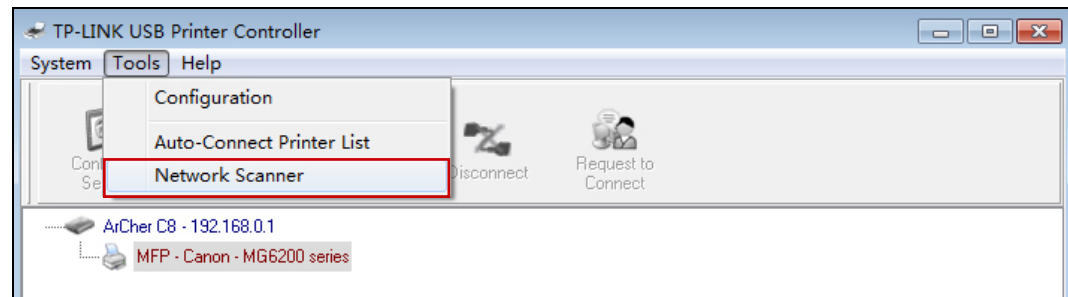 TP-LINK USB Printer Controller
System Tools Help
Configuration
Auto-Connect Printer List
Network Scanner
Disconnect
Request to
Connect
ArCher C8 - 192.168.0.1
MFP - Canon - MG6200 series